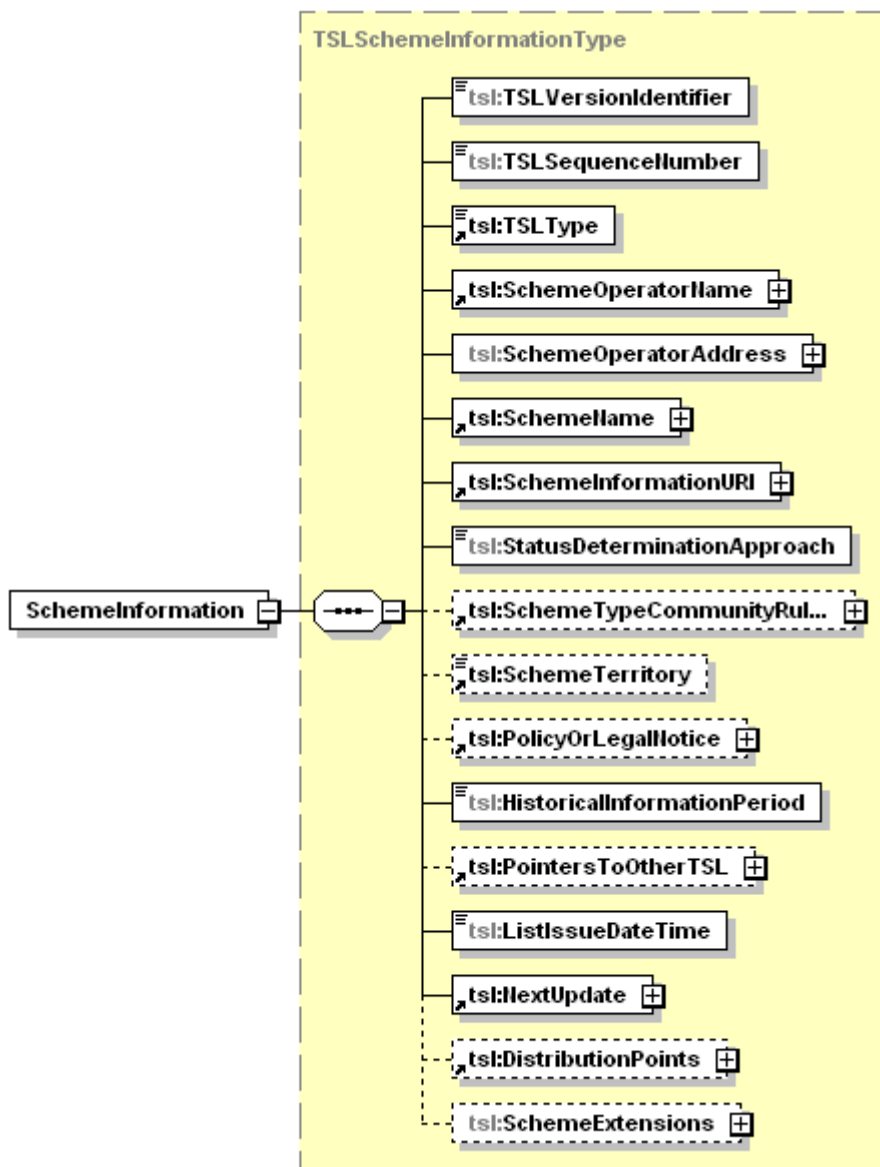 TSLSchemeInformationType
tsl:TSLVersionIdentifier
tsl:TSLSequenceNumber
tsl:TSLType
tsl:SchemeOperatorName
tsl:SchemeOperatorAddress
tsl:SchemeName
tsl:SchemeInformationURI
tsl:StatusDeterminationApproach
SchemeInformation
tsl:SchemeTypeCommunityRul...
tsl:SchemeTerritory
tsl:PolicyOrLegalNotice
tsl:HistoricalInformationPeriod
tsl:PointersToOtherTSL
tsl:ListIssueDateTime
tsl:NextUpdate
tsl:DistributionPoints
tsl:SchemeExtensions